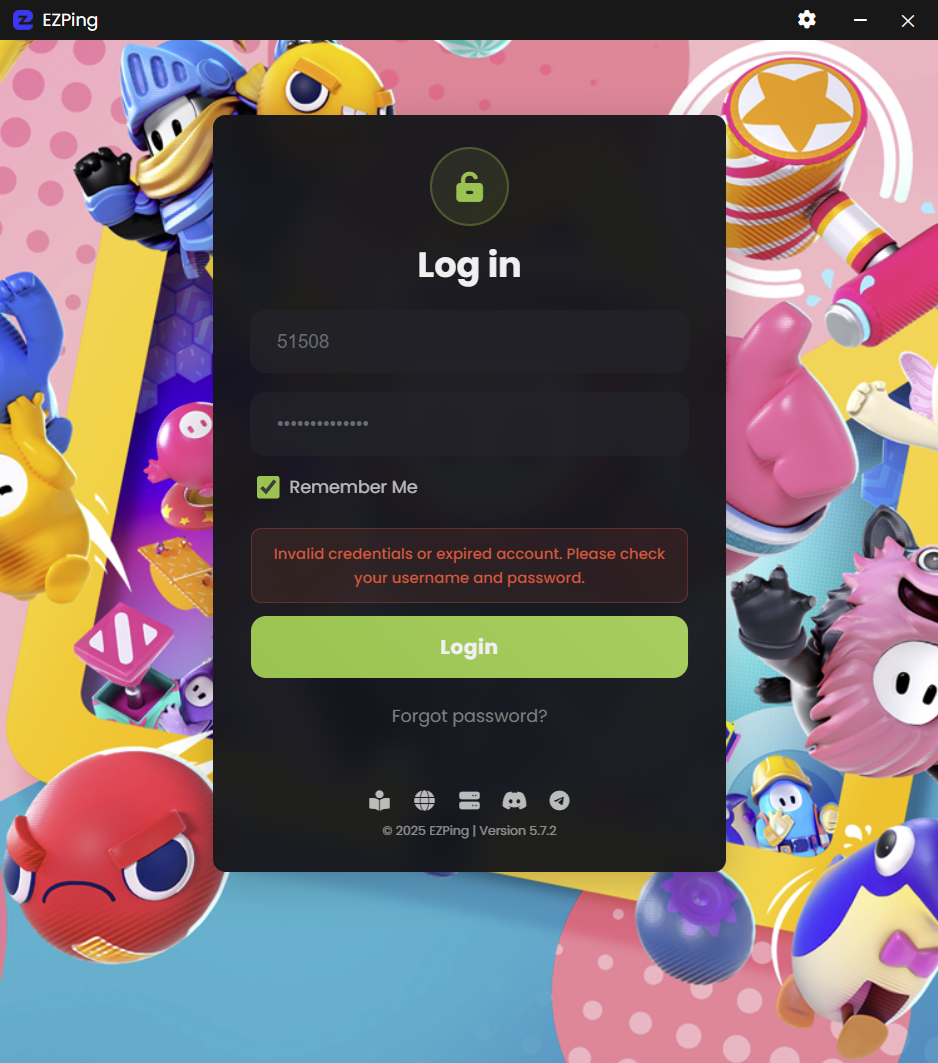 EZPing
Log in
51508
••••••••••••••
Remember Me
Invalid credentials or expired account. Please check
your username and password.
Login
Forgot password?
© 2025 EZPing | Version 5.7.2